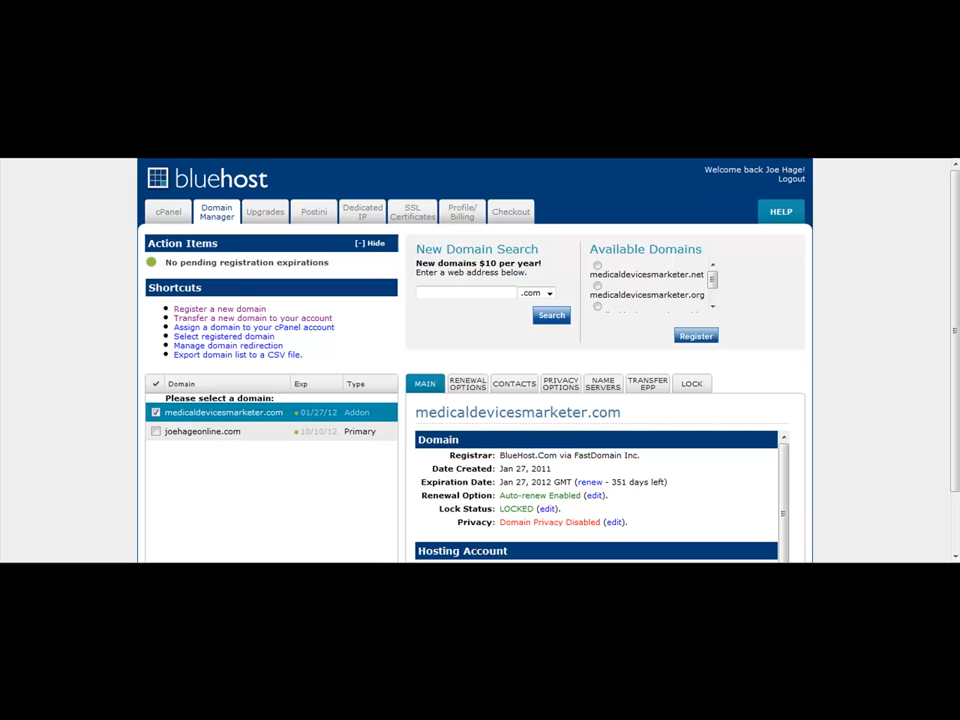 bluehost
Welcome back Joe Hage!
Logout
cPanel
Domain
Manager
Upgrades
Postini
Dedicated
IP
SSL
Certificates
Profile/
Billing
Checkout
HELP
Action Items
[-] Hide
No pending registration expirations
Shortcuts
Register a new domain
Transfer a new domain to your account
Assign a domain to your cPanel account
Select registered domain
Manage domain redirection
Export domain list to a CSV file.
New Domain Search
New domains $10 per year!
Enter a web address below.
.com
Search
Available Domains
medicaldevicesmarketer.net
medicaldevicesmarketer.org
Register
Domain Exp Type
Please select a domain:
medicaldevicesmarketer.com 01/27/12 Addon
joehageonline.com 10/10/12 Primary
MAIN
RENEWAL
OPTIONS
CONTACTS
PRIVACY
OPTIONS
NAME
SERVERS
TRANSFER
EPP
LOCK
medicaldevicesmarketer.com
Domain
Registrar: BlueHost.Com via FastDomain Inc.
Date Created: Jan 27, 2011
Expiration Date: Jan 27, 2012 GMT (renew - 351 days left)
Renewal Option: Auto-renew Enabled (edit).
Lock Status: LOCKED (edit).
Privacy: Domain Privacy Disabled (edit).
Hosting Account